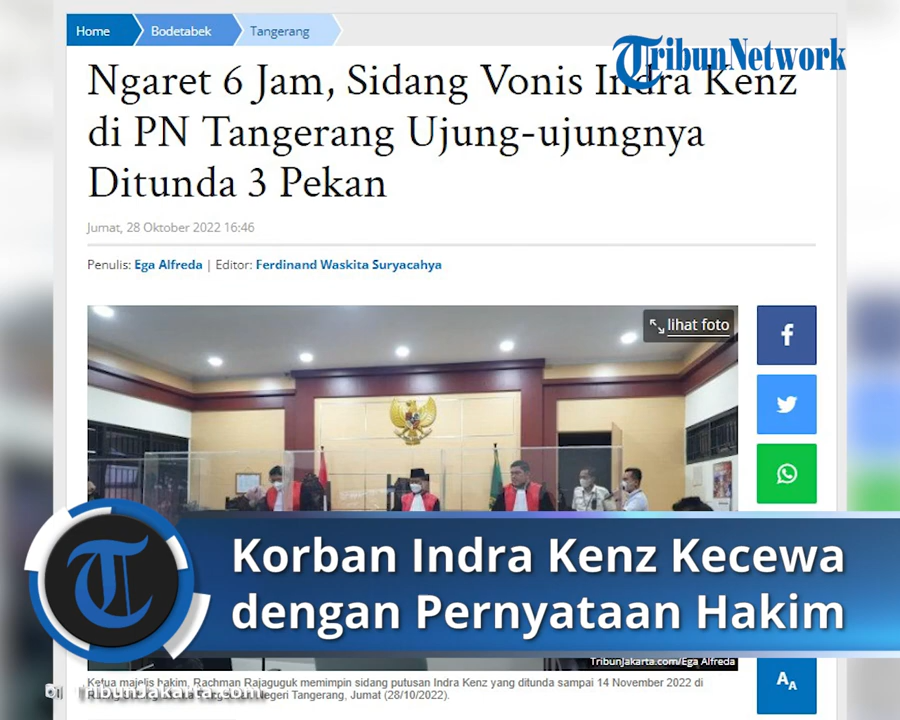 Home
Bodetabek
Tangerang
TribunNetwork
Ngaret 6 Jam, Sidang Vonis Indra Kenz
di PN Tangerang Ujung-ujungnya
Ditunda 3 Pekan
Jumat, 28 Oktober 2022 16:46
Penulis: Ega Alfreda | Editor: Ferdinand Waskita Suryacahya
lihat foto
Korban Indra Kenz Kecewa
dengan Pernyataan Hakim
TribunJakarta.com/Ega Alfreda
Ketua majelis hakim, Rachman Rajaguguk memimpin sidang putusan Indra Kenz yang ditunda sampai 14 November 2022 di
Negeri Tangerang, Jumat (28/10/2022).
TribunJakarta.com
AA